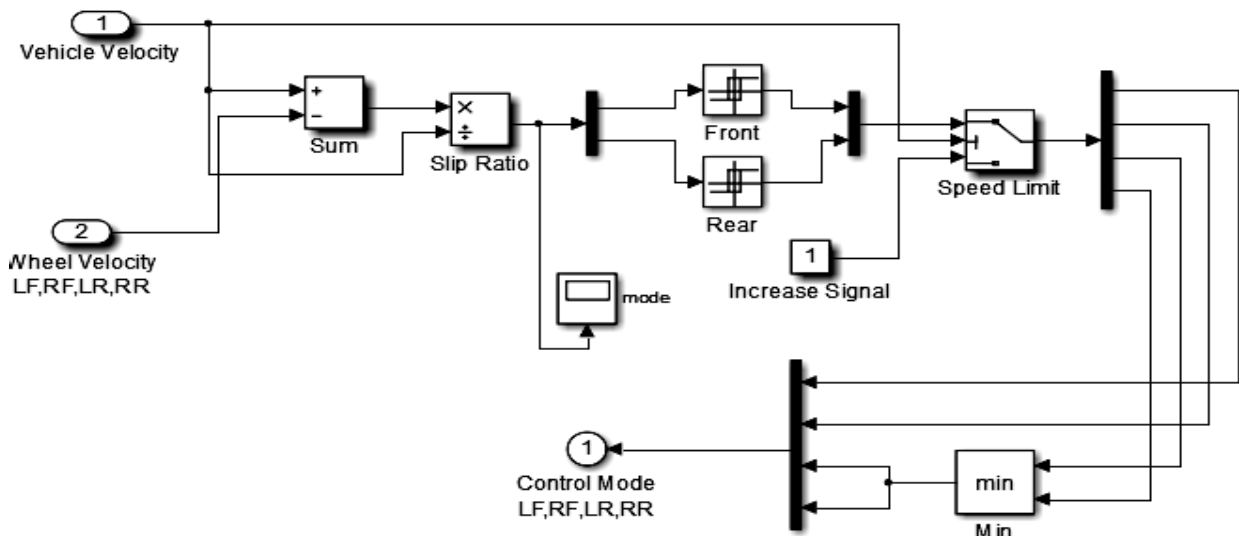 1
Vehicle Velocity
+
−
Sum
×
÷
Slip Ratio
Front
Rear
Speed Limit
2
Wheel Velocity
LF,RF,LR,RR
1
Increase Signal
mode
1
Control Mode
LF,RF,LR,RR
min
Min